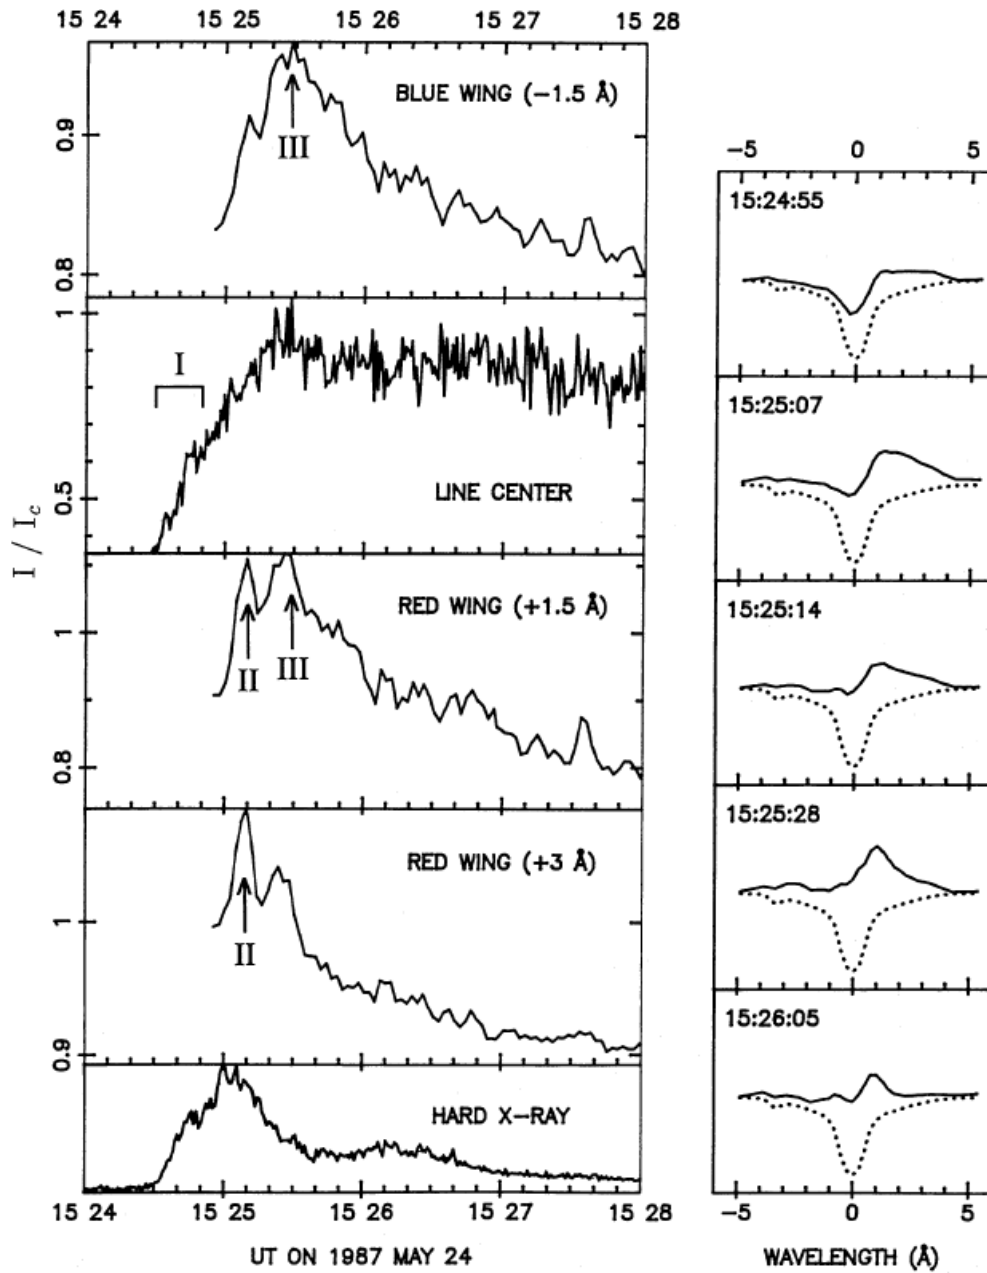 15 24 15 25 15 27 15 28
BLUE WING (−1.5 Å)
III
0.9
0.8
1
I
0.5
LINE CENTER
I / I_c
RED WING (+1.5 Å)
1
II
III
0.8
RED WING (+3 Å)
1
II
0.9
HARD X−RAY
15 24 15 25 15 26 15 27 15 28
UT ON 1987 MAY 24
−5 0 5
15:24:55
15:25:07
15:25:14
15:25:28
15:26:05
−5 0 5
WAVELENGTH (Å)